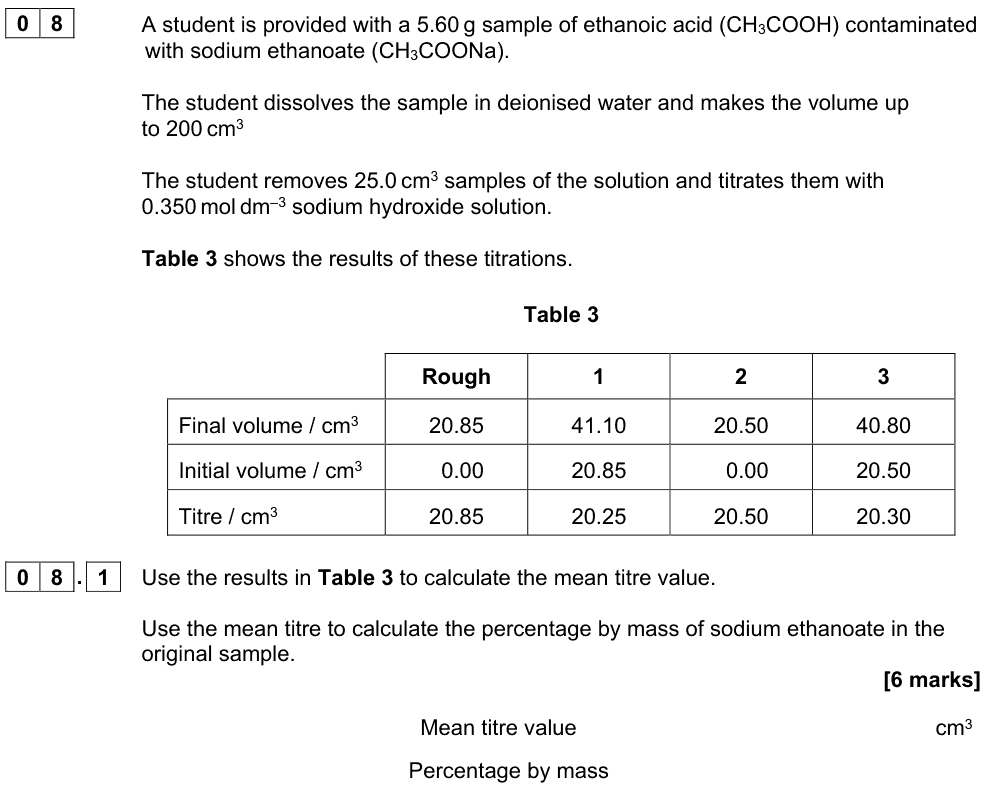 0 8 A student is provided with a 5.60 g sample of ethanoic acid (CH₃COOH) contaminated
with sodium ethanoate (CH₃COONa).
The student dissolves the sample in deionised water and makes the volume up
to 200 cm³
The student removes 25.0 cm³ samples of the solution and titrates them with
0.350 mol dm⁻³ sodium hydroxide solution.
Table 3 shows the results of these titrations.
Table 3
Rough 1 2 3
Final volume / cm³ 20.85 41.10 20.50 40.80
Initial volume / cm³ 0.00 20.85 0.00 20.50
Titre / cm³ 20.85 20.25 20.50 20.30
0 8 . 1 Use the results in Table 3 to calculate the mean titre value.
Use the mean titre to calculate the percentage by mass of sodium ethanoate in the
original sample.
[6 marks]
Mean titre value cm³
Percentage by mass